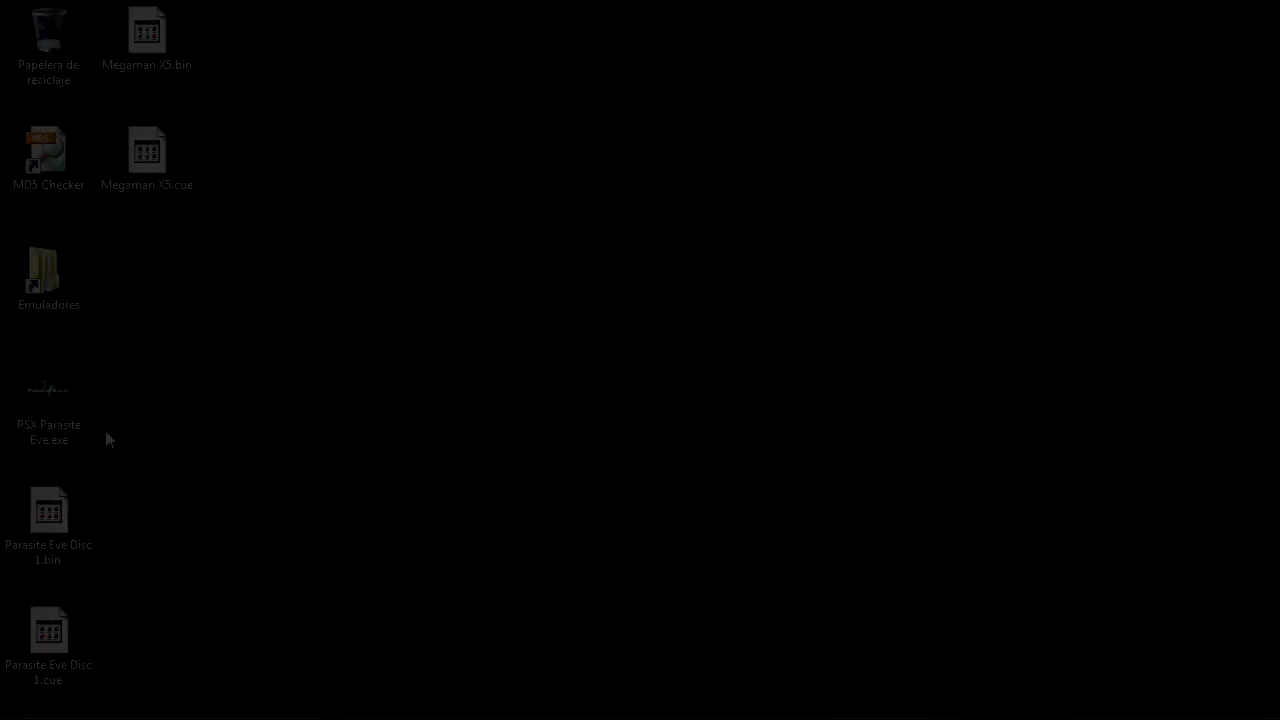 Papelera de
reciclaje
Megaman X5.bin
MD5
MD5 Checker
Megaman X5.cue
Emuladores
PSX Parasite
Eve.exe
Parasite Eve Disc
1.bin
Parasite Eve Disc
1.cue